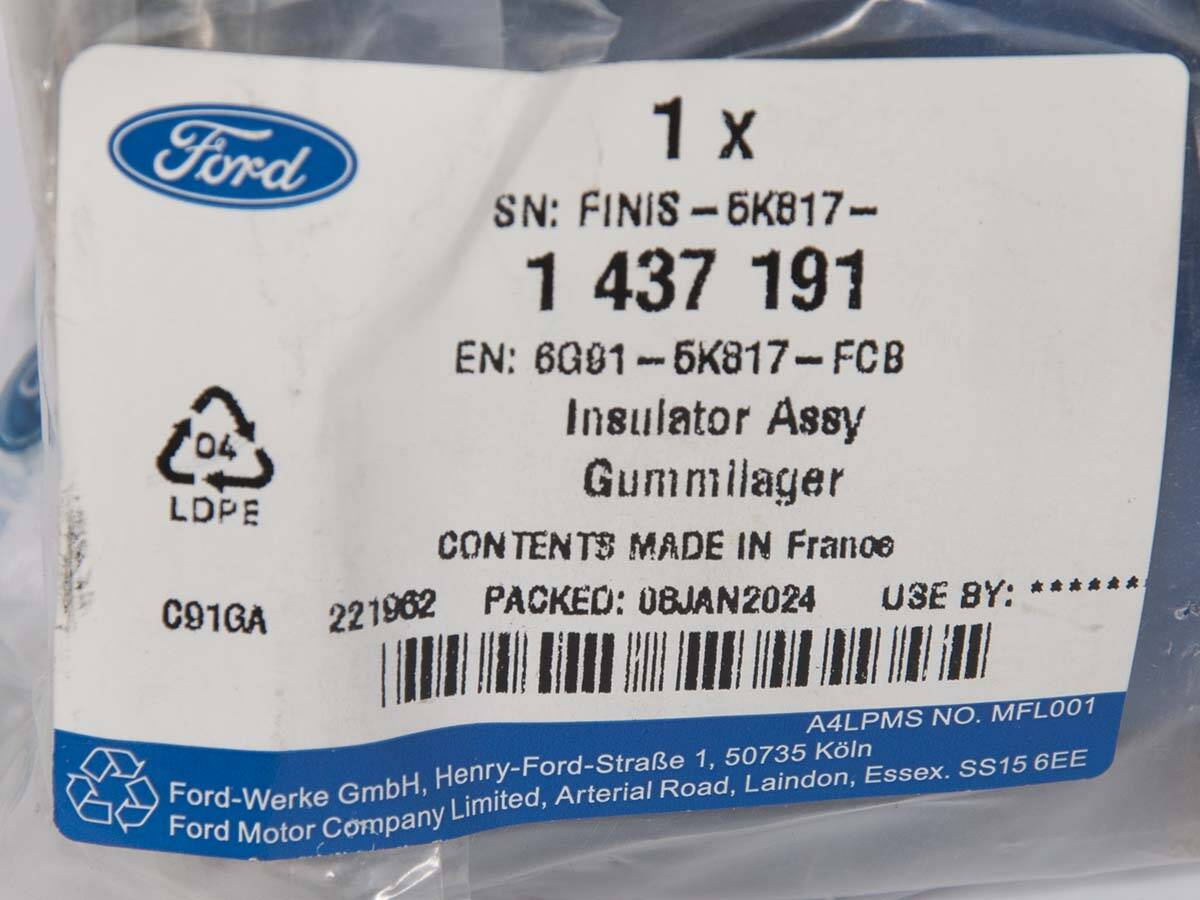 Ford
1 x
SN: FINIS-5K817-
1 437 191
EN: 6G91-5K817-FCB
Insulator Assy
Gummilager
04
LDPE
CONTENTS MADE IN France
C91GA 221962 PACKED: 08JAN2024 USE BY: *******
A4LPMS NO. MFL001
Ford-Werke GmbH, Henry-Ford-Straße 1, 50735 Köln
Ford Motor Company Limited, Arterial Road, Laindon, Essex. SS15 6EE